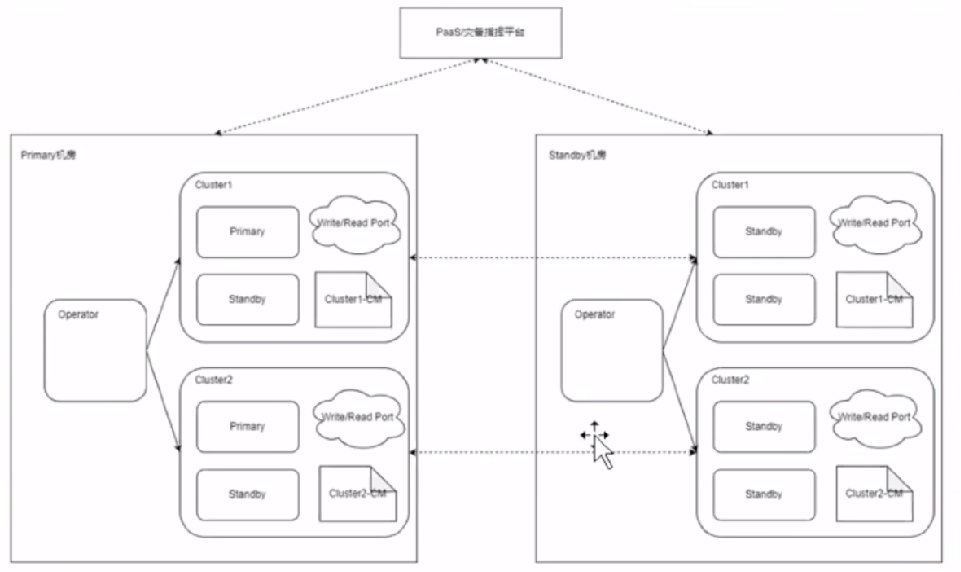 PaaS/灾备指挥平台
Primary机房
Cluster1
Primary
Write/Read Port
Standby
Cluster1-CM
Operator
Cluster2
Primary
Write/Read Port
Standby
Cluster2-CM
Standby机房
Cluster1
Standby
Write/Read Port
Standby
Cluster1-CM
Operator
Cluster2
Standby
Write/Read Port
Standby
Cluster2-CM